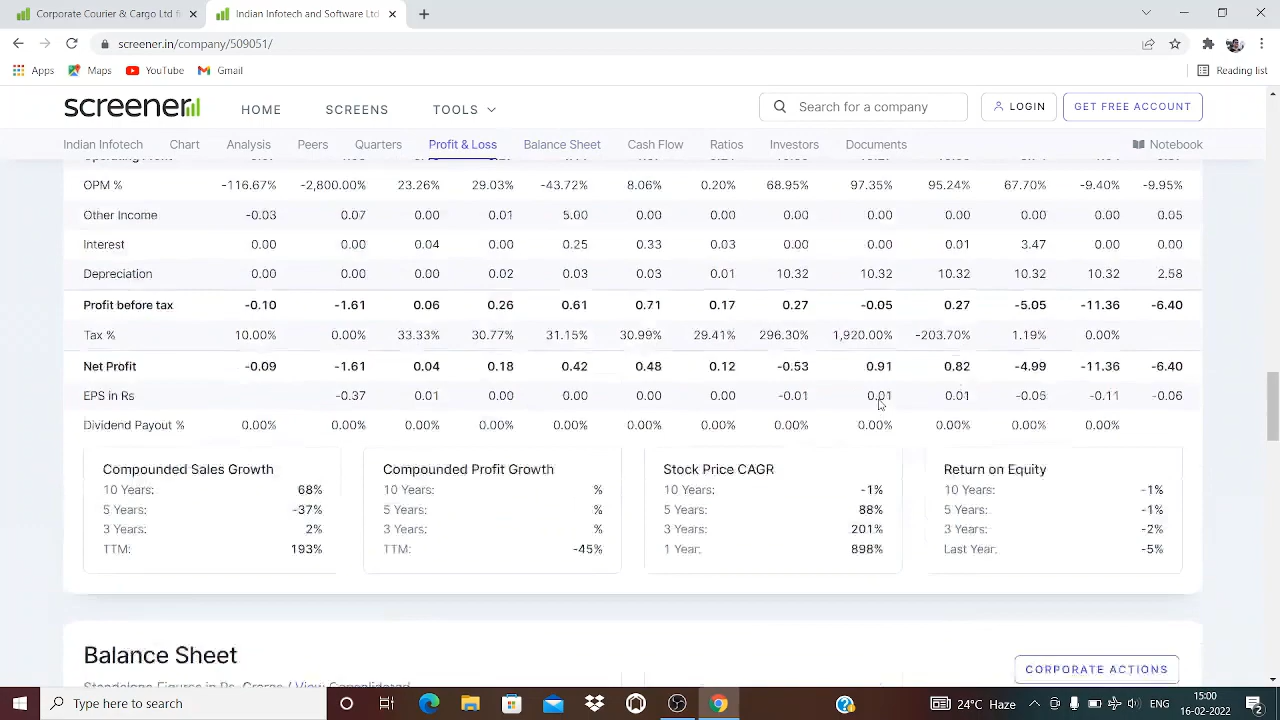 Corporate Courier & Cargo Ltd fi
Indian Infotech and Software Ltd
screener.in/company/509051/
Apps Maps YouTube Gmail Reading list
screener HOME SCREENS TOOLS Search for a company LOGIN GET FREE ACCOUNT
Indian Infotech Chart Analysis Peers Quarters Profit & Loss Balance Sheet Cash Flow Ratios Investors Documents Notebook
OPM % -116.67% -2,800.00% 23.26% 29.03% -43.72% 8.06% 0.20% 68.95% 97.35% 95.24% 67.70% -9.40% -9.95%
Other Income -0.03 0.07 0.00 0.01 5.00 0.00 0.00 0.00 0.00 0.00 0.00 0.00 0.05
Interest 0.00 0.00 0.04 0.00 0.25 0.33 0.03 0.00 0.00 0.01 3.47 0.00 0.00
Depreciation 0.00 0.00 0.00 0.02 0.03 0.03 0.01 10.32 10.32 10.32 10.32 10.32 2.58
Profit before tax -0.10 -1.61 0.06 0.26 0.61 0.71 0.17 0.27 -0.05 0.27 -5.05 -11.36 -6.40
Tax % 10.00% 0.00% 33.33% 30.77% 31.15% 30.99% 29.41% 296.30% 1,920.00% -203.70% 1.19% 0.00%
Net Profit -0.09 -1.61 0.04 0.18 0.42 0.48 0.12 -0.53 0.91 0.82 -4.99 -11.36 -6.40
EPS in Rs -0.37 0.01 0.00 0.00 0.00 0.00 -0.01 0.01 0.01 -0.05 -0.11 -0.06
Dividend Payout % 0.00% 0.00% 0.00% 0.00% 0.00% 0.00% 0.00% 0.00% 0.00% 0.00% 0.00% 0.00%
Compounded Sales Growth
10 Years: 68%
5 Years: -37%
3 Years: 2%
TTM: 193%
Compounded Profit Growth
10 Years: %
5 Years: %
3 Years: %
TTM: -45%
Stock Price CAGR
10 Years: -1%
5 Years: 88%
3 Years: 201%
1 Year: 898%
Return on Equity
10 Years: -1%
5 Years: -1%
3 Years: -2%
Last Year: -5%
Balance Sheet
CORPORATE ACTIONS
Standalone Figures in Rs. Crores / View Consolidated
Type here to search
24°C Haze ENG 15:00
16-02-2022